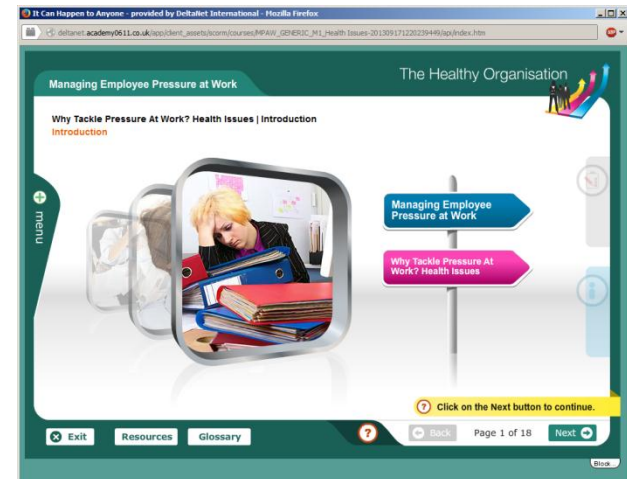 It Can Happen to Anyone - provided by DeltaNet International - Mozilla Firefox
deltanet.academy0611.co.uk/app/client_assets/scorm/courses/MPAW_GENERIC_M1_Health Issues-201309171220239449/api/index.htm
The Healthy Organisation
Managing Employee Pressure at Work
Why Tackle Pressure At Work? Health Issues | Introduction
Introduction
menu
Managing Employee
Pressure at Work
Why Tackle Pressure At
Work? Health Issues
? Click on the Next button to continue.
Exit
Resources
Glossary
?
Back
Page 1 of 18
Next
Block...